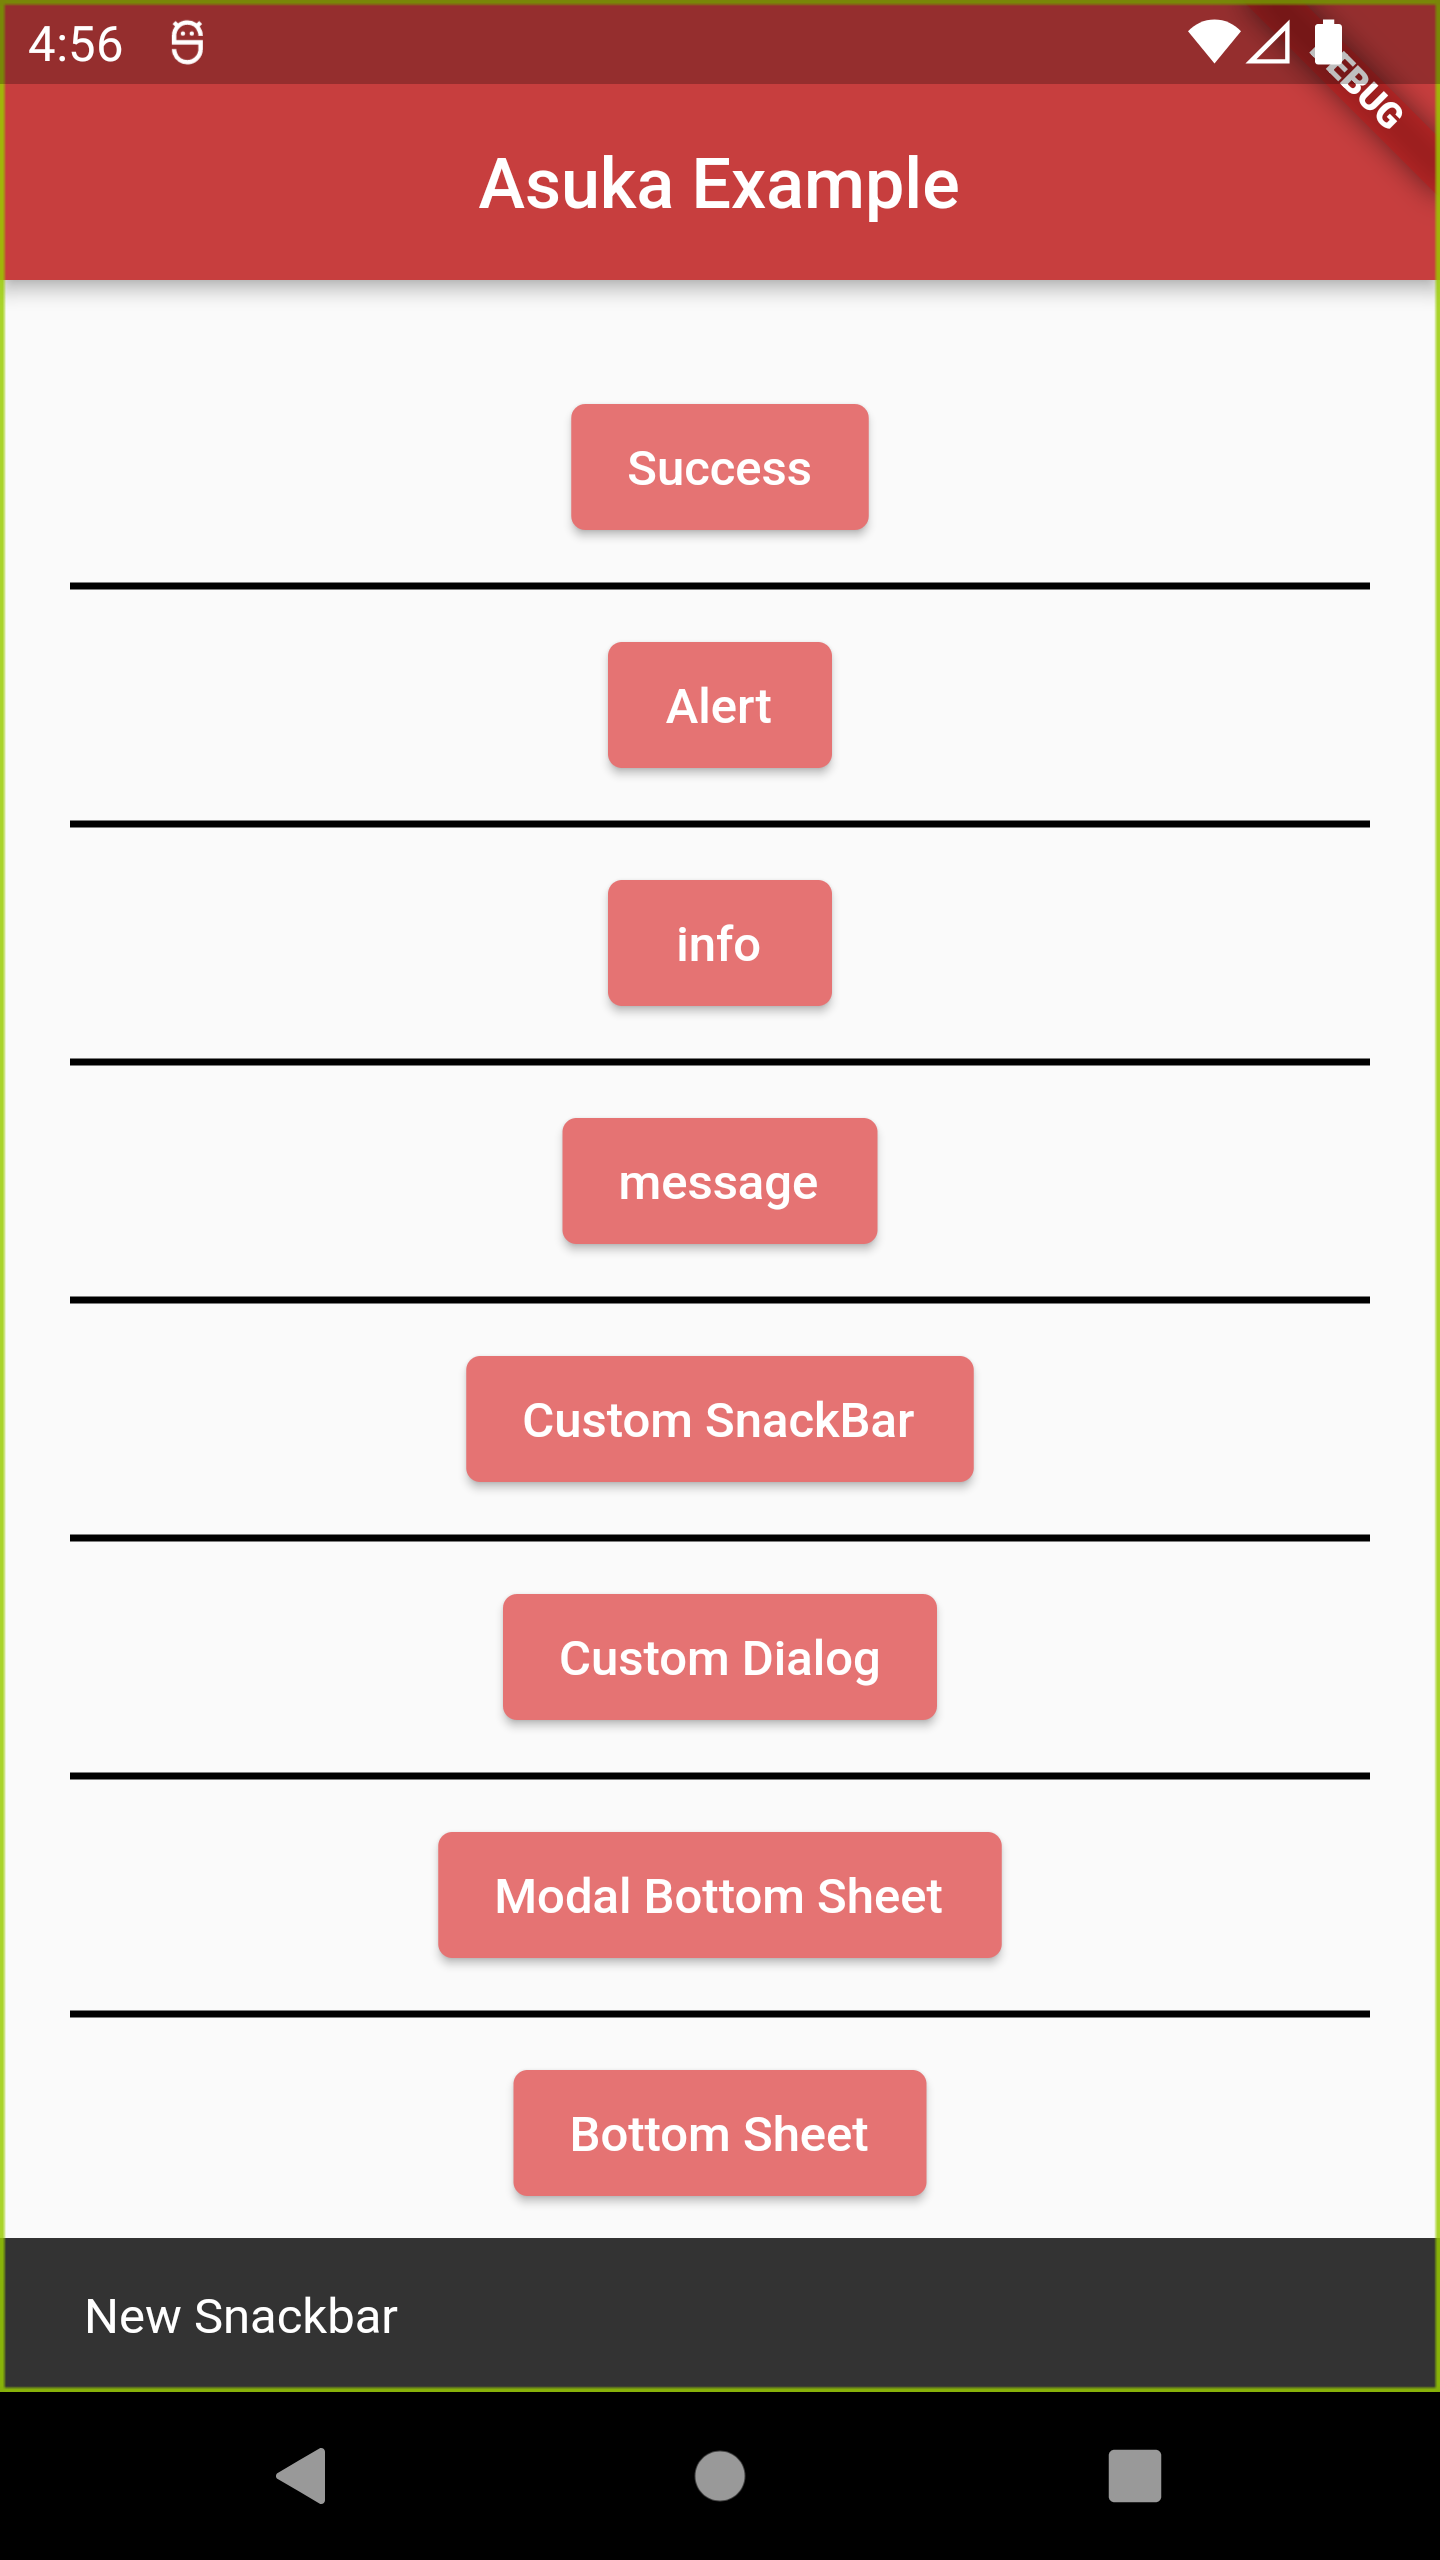 4:56
DEBUG
Asuka Example
Success
Alert
info
message
Custom SnackBar
Custom Dialog
Modal Bottom Sheet
Bottom Sheet
New Snackbar